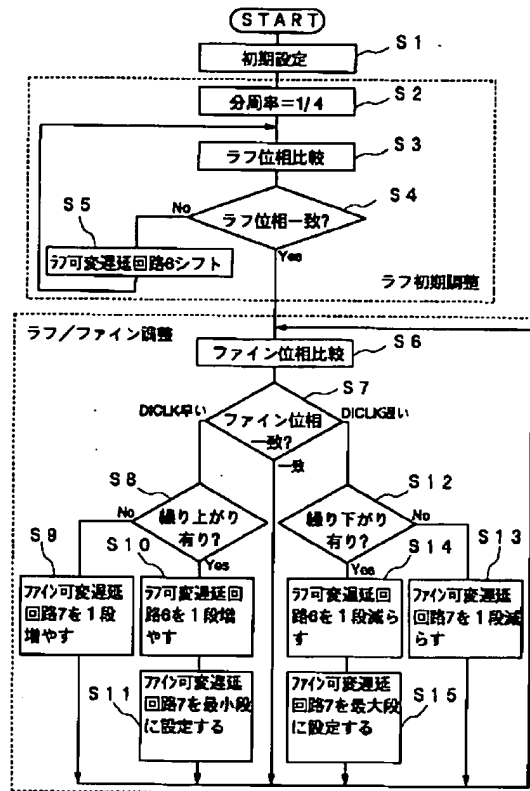 START
初期設定
S1
分周率=1/4
S2
ラフ位相比較
S3
ラフ位相一致?
S4
No
Yes
S5
ラフ可変遅延回路6シフト
ラフ初期調整
ラフ/ファイン調整
ファイン位相比較
S6
S7
DICLK早い
ファイン位相
一致?
DICLK遅い
一致
S8
繰り上がり
有り?
No
Yes
S12
繰り下がり
有り?
No
Yes
S9
ファイン可変遅延
回路7を1段
増やす
S10
ラフ可変遅延回
路6を1段増
やす
S14
ラフ可変遅延回
路6を1段減ら
す
S13
ファイン可変遅延
回路7を1段減
らす
S11
ファイン可変遅延
回路7を最小段
に設定する
S15
ファイン可変遅延
回路7を最大段
に設定する